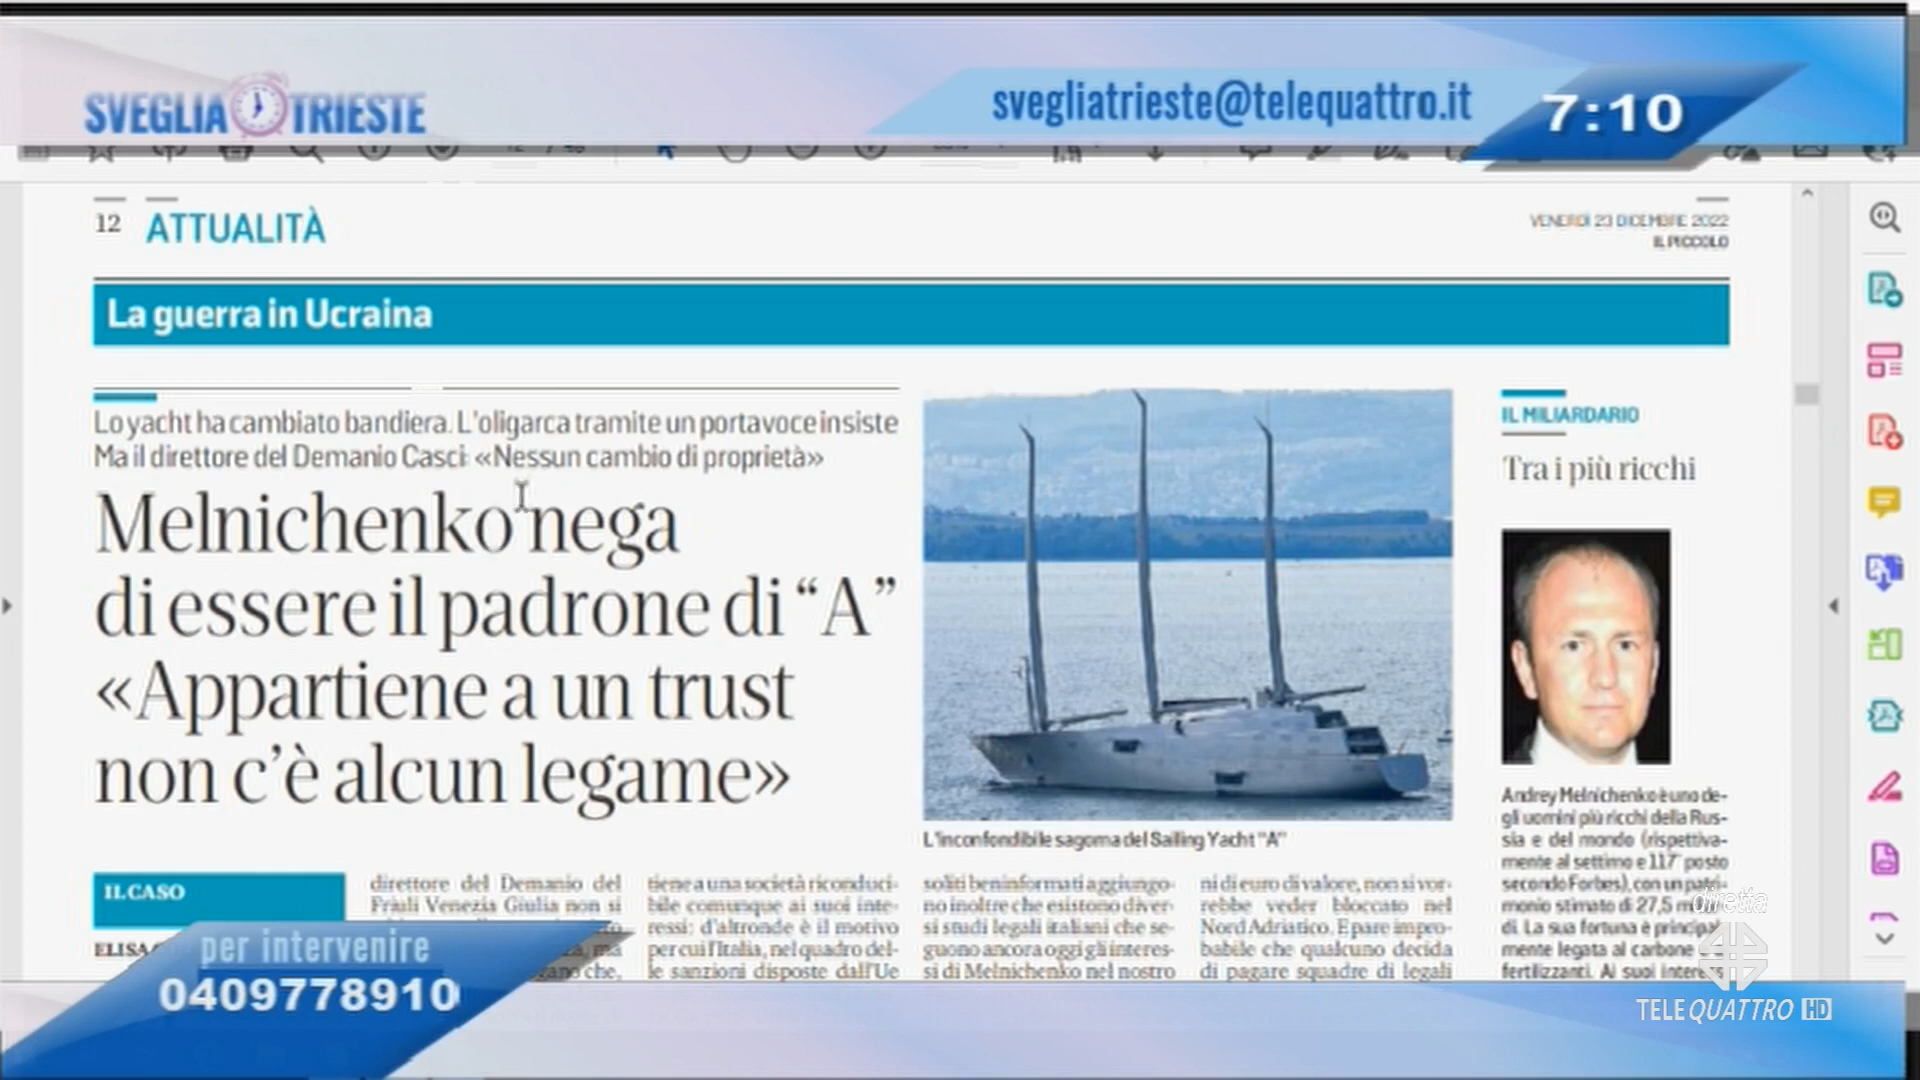 SVEGLIA TRIESTE
svegliatrieste@telequattro.it
7:10
12 ATTUALITÀ
VENERDÌ 23 DICEMBRE 2022
IL PICCOLO
La guerra in Ucraina
Lo yacht ha cambiato bandiera. L'oligarca tramite un portavoce insiste
Ma il direttore del Demanio Casci: «Nessun cambio di proprietà»
Melnichenko nega
di essere il padrone di “A”
«Appartiene a un trust
non c’è alcun legame»
L'inconfondibile sagoma del Sailing Yacht "A"
IL MILIARDARIO
Tra i più ricchi
Andrey Melnichenko è uno de-
gli uomini più ricchi della Rus-
sia e del mondo (rispettiva-
mente al settimo e 117° posto
secondo Forbes), con un patri-
monio stimato di 27,5
di. La sua fortuna è
mente legata al carbone
fertilizzanti. Ai suoi
IL CASO
direttore del Demanio del
Friuli Venezia Giulia non si
tiene a una società riconduci-
bile comunque ai suoi inte-
ressi: d'altronde è il motivo
per cui l'Italia, nel quadro del-
le sanzioni disposte dall'Ue
soliti beninformati aggiungo-
no inoltre che esistono diver-
si studi legali italiani che se-
guono ancora oggi gli interes-
si di Melnichenko nel nostro
ni di euro di valore, non si vor-
rebbe veder bloccato nel
Nord Adriatico. E pare impro-
babile che qualcuno decida
di pagare squadre di legali
per intervenire
0409778910
diretta
TELEQUATTRO HD